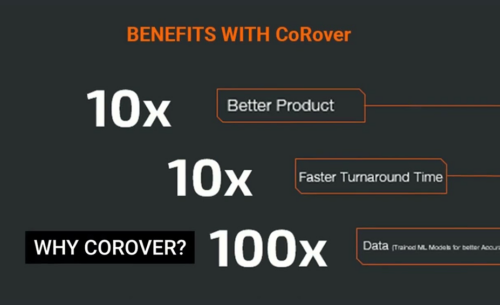 BENEFITS WITH CoRover
10x Better Product
10x Faster Turnaround Time
WHY COROVER? 100x Data (Trained ML Models for better